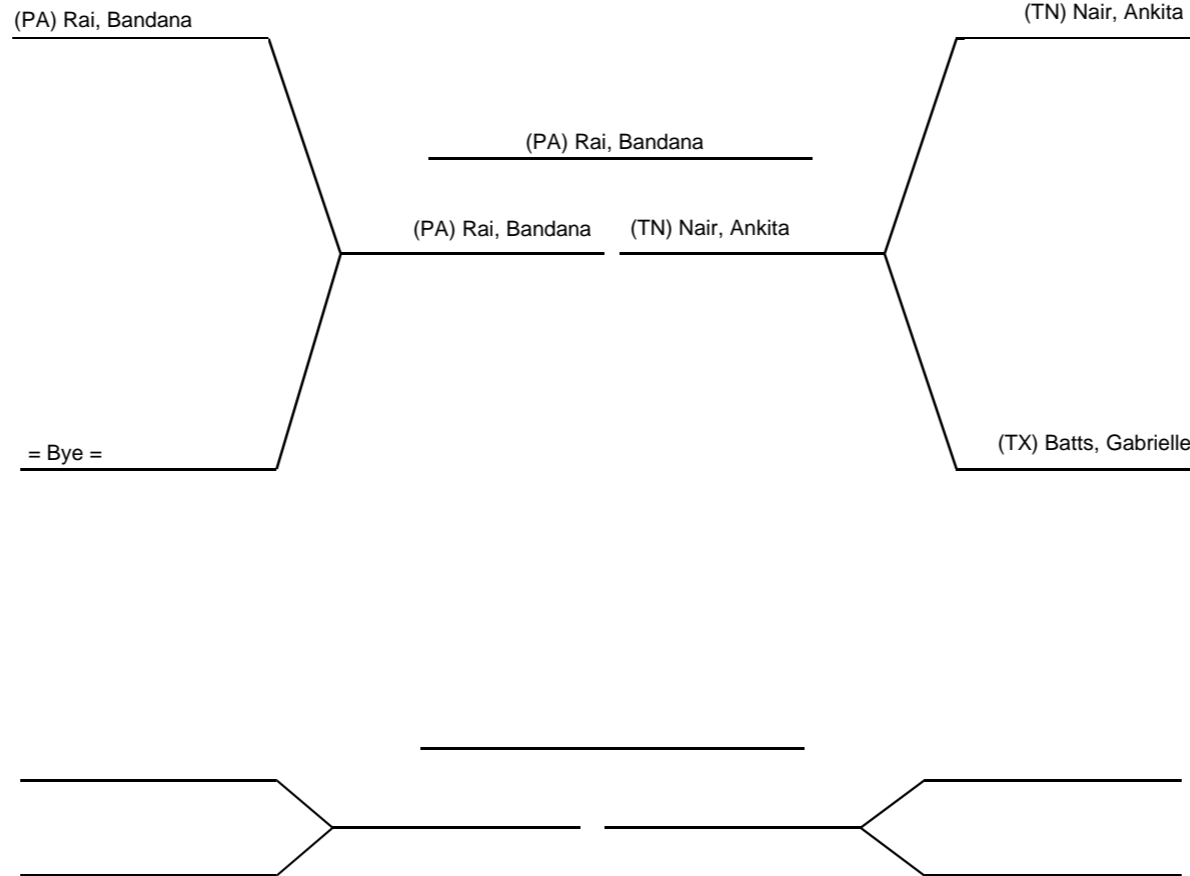 (PA) Rai, Bandana
(TN) Nair, Ankita
(PA) Rai, Bandana
(PA) Rai, Bandana
(TN) Nair, Ankita
= Bye =
(TX) Batts, Gabrielle